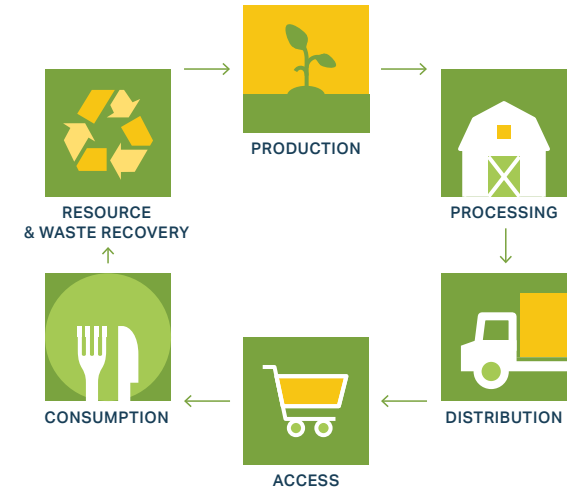 PRODUCTION
PROCESSING
RESOURCE
& WASTE RECOVERY
DISTRIBUTION
CONSUMPTION
ACCESS